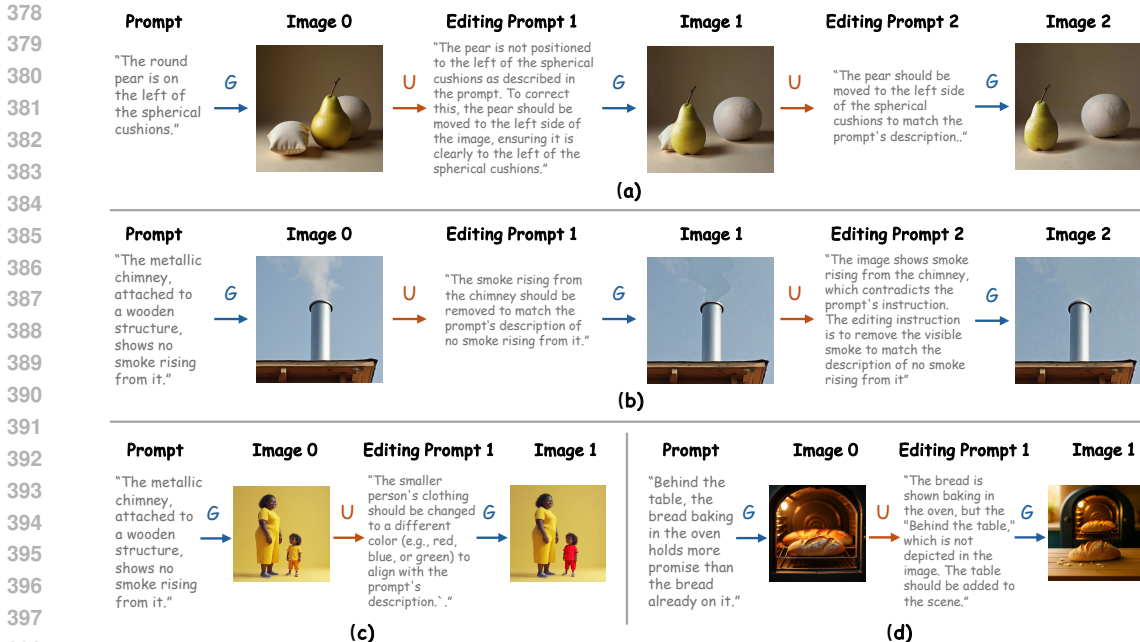 378
379
380
381
382
383
384
385
386
387
388
389
390
391
392
393
394
395
396
397
Prompt
Image 0
Editing Prompt 1
Image 1
Editing Prompt 2
Image 2
“The round
pear is on
the left of
the spherical
cushions.”
G
U
“The pear is not positioned
to the left of the spherical
cushions as described in
the prompt. To correct
this, the pear should be
moved to the left side of
the image, ensuring it is
clearly to the left of the
spherical cushions.”
G
U
“The pear should be
moved to the left side
of the spherical
cushions to match the
prompt's description..”
G
(a)
Prompt
Image 0
Editing Prompt 1
Image 1
Editing Prompt 2
Image 2
“The metallic
chimney,
attached to
a wooden
structure,
shows no
smoke rising
from it.”
G
U
“The smoke rising from
the chimney should be
removed to match the
prompt's description of
no smoke rising from it.”
G
U
“The image shows smoke
rising from the chimney,
which contradicts the
prompt's instruction.
The editing instruction
is to remove the visible
smoke to match the
description of no smoke
rising from it”
G
(b)
Prompt
Image 0
Editing Prompt 1
Image 1
“The metallic
chimney,
attached to
a wooden
structure,
shows no
smoke rising
from it.”
G
U
“The smaller
person's clothing
should be changed
to a different
color (e.g., red,
blue, or green) to
align with the
prompt's
description.`.”
G
(c)
Prompt
Image 0
Editing Prompt 1
Image 1
“Behind the
table, the
bread baking
in the oven
holds more
promise than
the bread
already on it.”
G
U
“The bread is
shown baking in
the oven, but the
"Behind the table,"
which is not
depicted in the
image. The table
should be added to
the scene.”
G
(d)